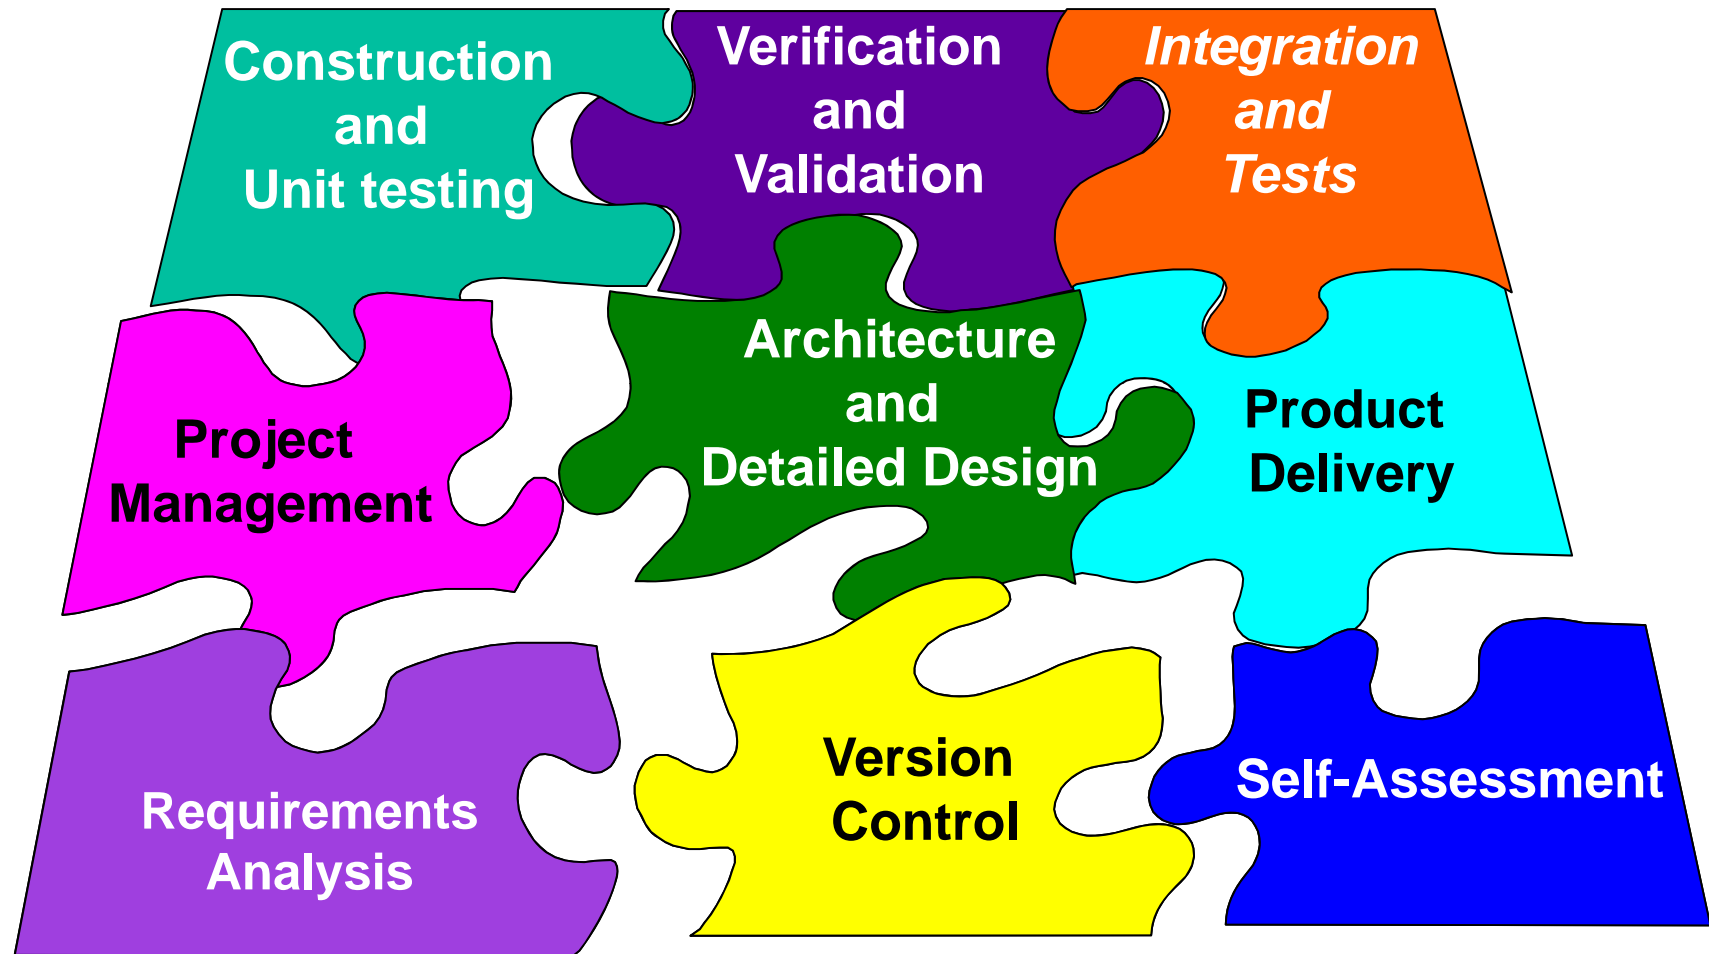 Construction
and
Unit testing
Verification
and
Validation
Integration
and
Tests
Project
Management
Architecture
and
Detailed Design
Product
Delivery
Requirements
Analysis
Version
Control
Self-Assessment